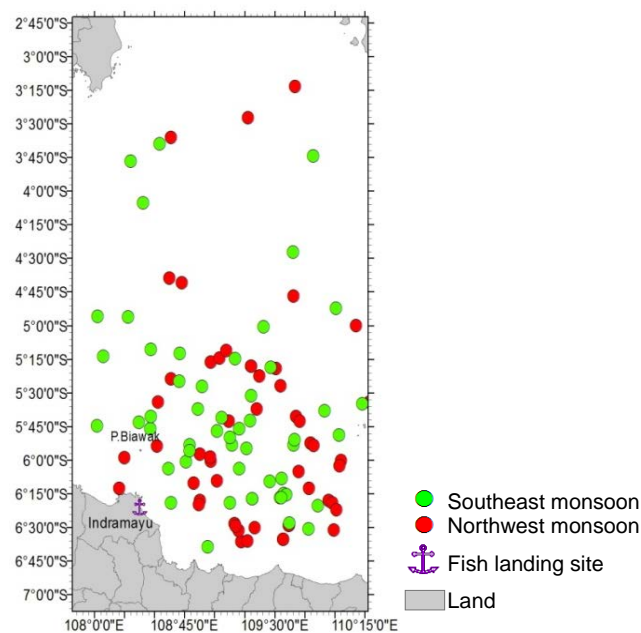 2°45'0"S
3°0'0"S
3°15'0"S
3°30'0"S
3°45'0"S
4°0'0"S
4°15'0"S
4°30'0"S
4°45'0"S
5°0'0"S
5°15'0"S
5°30'0"S
5°45'0"S
P.Biawak
6°0'0"S
6°15'0"S
Indramayu
6°30'0"S
6°45'0"S
7°0'0"S
108°0'0"E 108°45'0"E 109°30'0"E 110°15'0"E
Southeast monsoon
Northwest monsoon
Fish landing site
Land